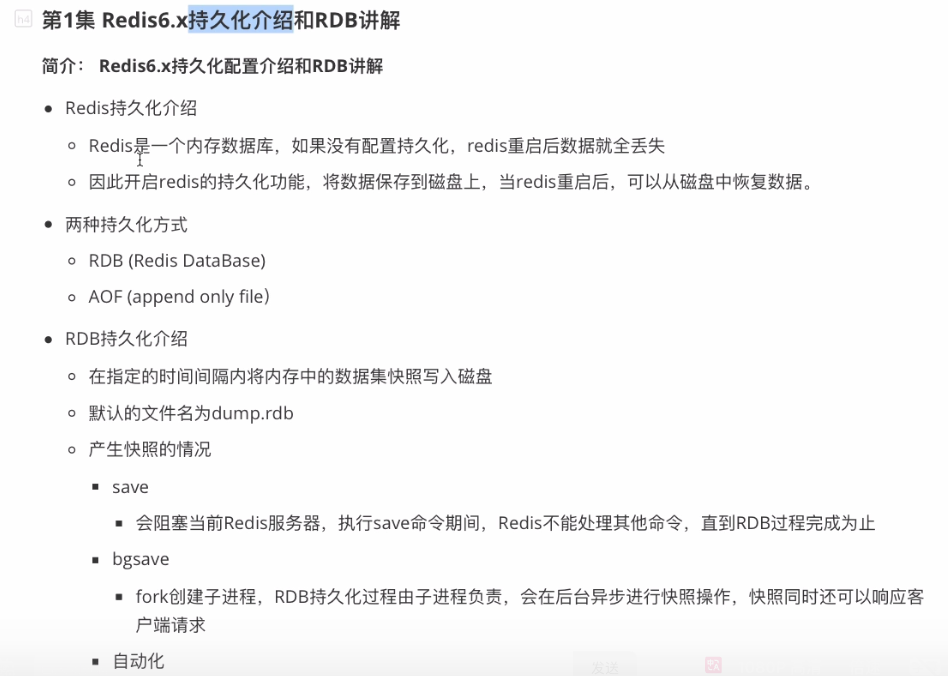 h4
第1集 Redis6.x持久化介绍和RDB讲解
简介： Redis6.x持久化配置介绍和RDB讲解
Redis持久化介绍
Redis是一个内存数据库，如果没有配置持久化，redis重启后数据就全丢失
因此开启redis的持久化功能，将数据保存到磁盘上，当redis重启后，可以从磁盘中恢复数据。
两种持久化方式
RDB (Redis DataBase)
AOF (append only file）
RDB持久化介绍
在指定的时间间隔内将内存中的数据集快照写入磁盘
默认的文件名为dump.rdb
产生快照的情况
save
会阻塞当前Redis服务器，执行save命令期间，Redis不能处理其他命令，直到RDB过程完成为止
bgsave
fork创建子进程，RDB持久化过程由子进程负责，会在后台异步进行快照操作，快照同时还可以响应客
户端请求
自动化
发送